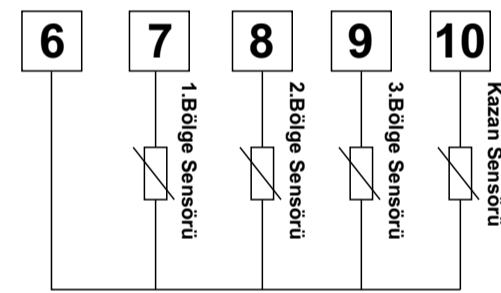 6 7 8 9 10
1.Bölge Sensörü
2.Bölge Sensörü
3.Bölge Sensörü
Kazan Sensörü